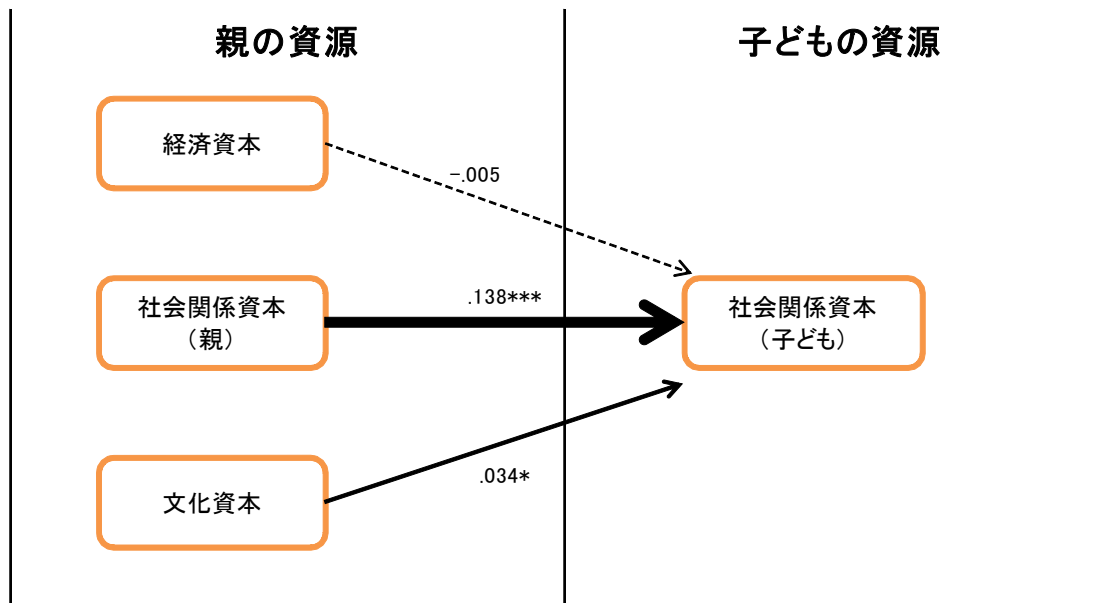 親の資源
子どもの資源
経済資本
-.005
社会関係資本
（親）
.138***
社会関係資本
（子ども）
.034*
文化資本